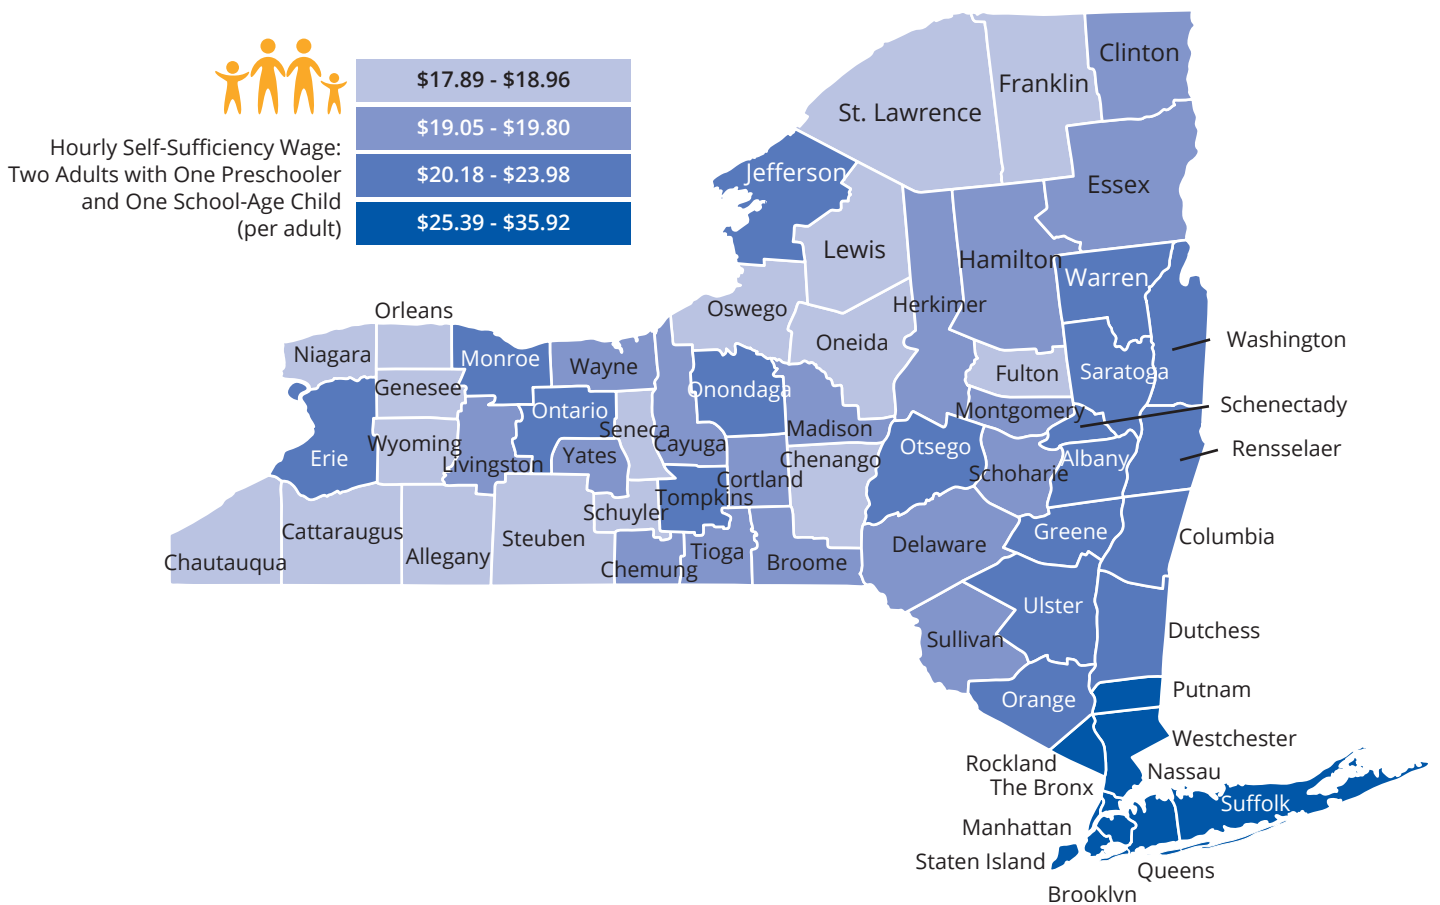 $17.89 - $18.96
$19.05 - $19.80
$20.18 - $23.98
$25.39 - $35.92
Hourly Self-Sufficiency Wage:
Two Adults with One Preschooler
and One School-Age Child
(per adult)
Clinton
Franklin
St. Lawrence
Jefferson
Essex
Lewis
Hamilton
Warren
Herkimer
Oswego
Orleans
Oneida
Washington
Niagara
Monroe
Wayne
Fulton
Saratoga
Genesee
Onondaga
Schenectady
Ontario
Montgomery
Seneca
Madison
Cayuga
Wyoming
Otsego
Rensselaer
Erie
Livingston
Yates
Chenango
Albany
Schoharie
Cortland
Tompkins
Schuyler
Cattaraugus
Greene
Columbia
Steuben
Delaware
Chautauqua
Allegany
Tioga
Broome
Chemung
Ulster
Dutchess
Sullivan
Putnam
Orange
Westchester
Rockland
Nassau
The Bronx
Suffolk
Manhattan
Staten Island
Queens
Brooklyn